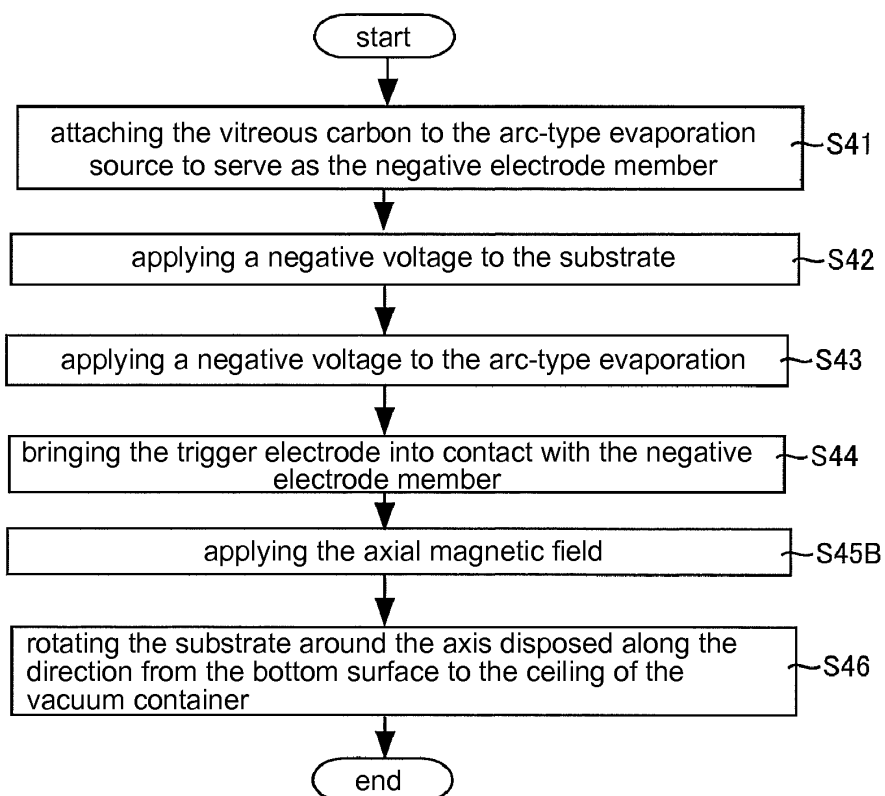 start
attaching the vitreous carbon to the arc-type evaporation
source to serve as the negative electrode member
S41
applying a negative voltage to the substrate
S42
applying a negative voltage to the arc-type evaporation
S43
bringing the trigger electrode into contact with the negative
electrode member
S44
applying the axial magnetic field
S45B
rotating the substrate around the axis disposed along the
direction from the bottom surface to the ceiling of the
vacuum container
S46
end